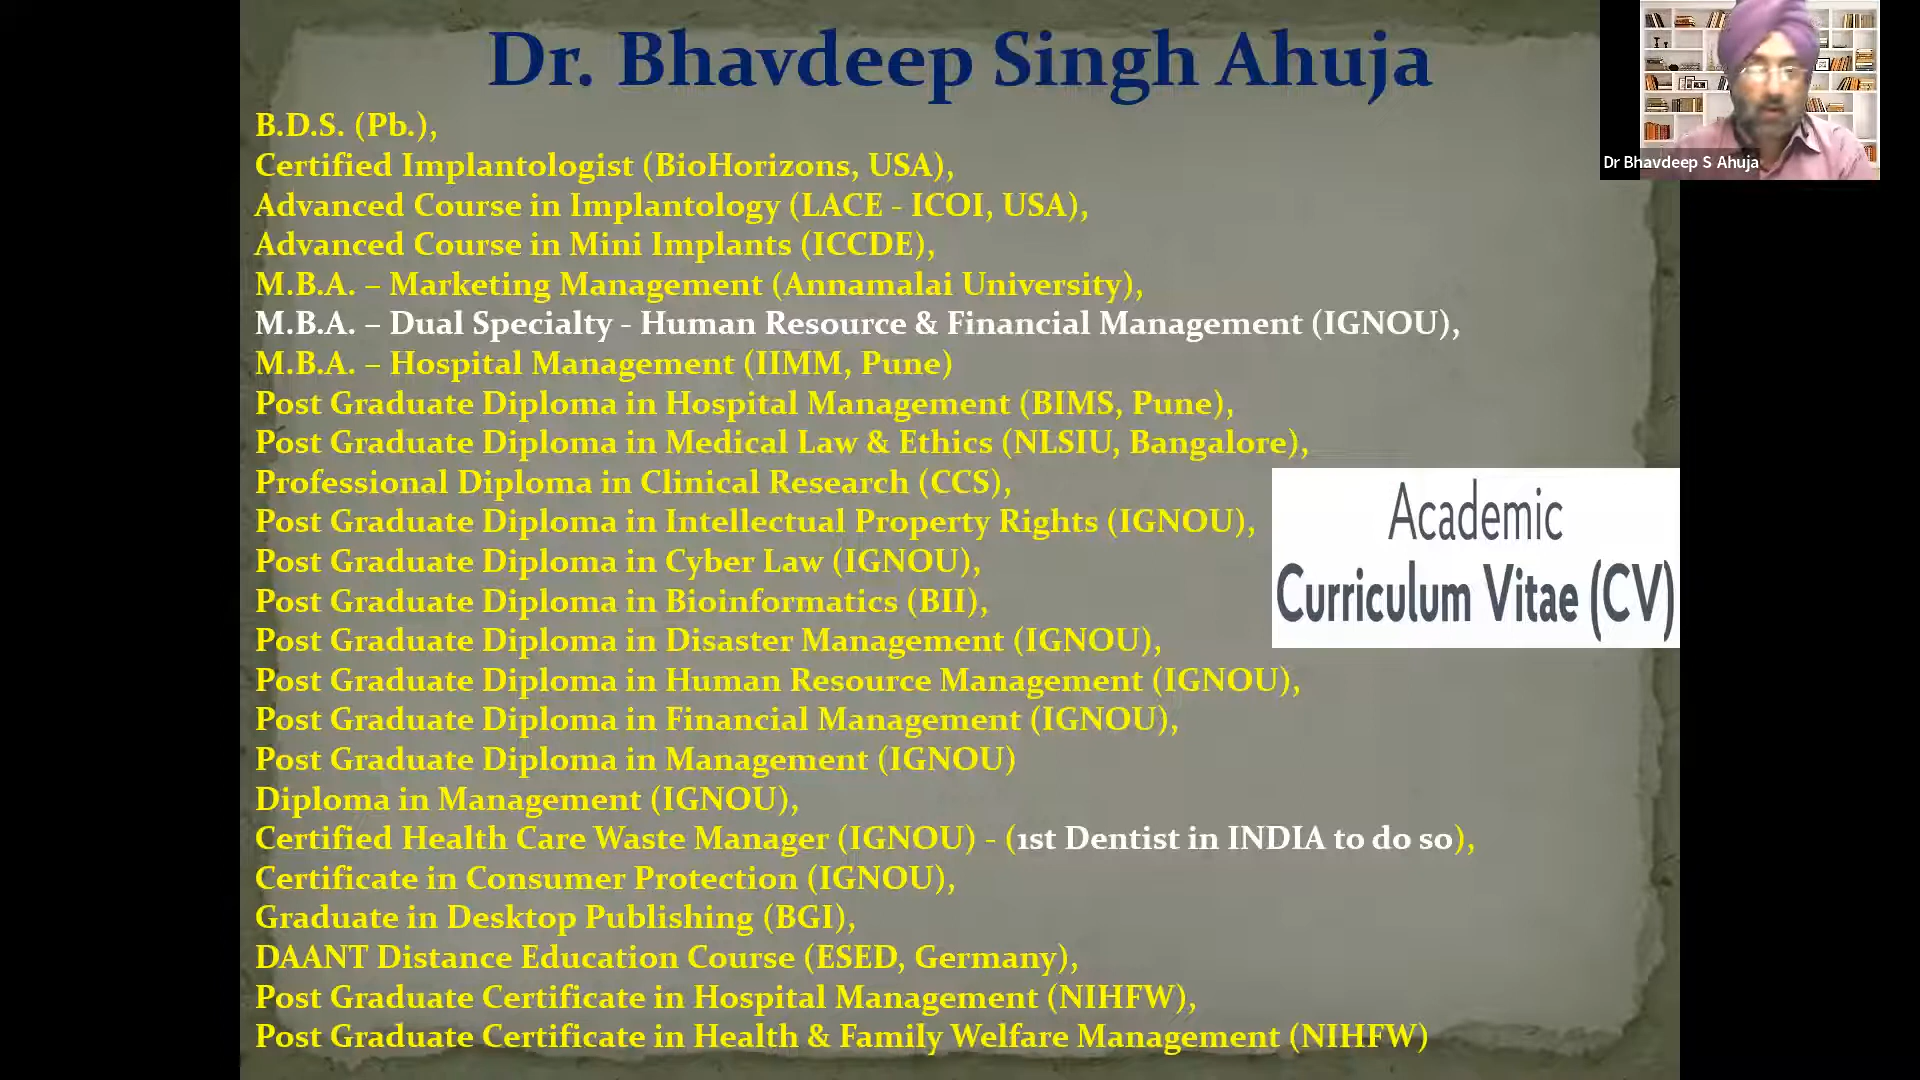 Dr. Bhavdeep Singh Ahuja
B.D.S. (Pb.),
Certified Implantologist (BioHorizons, USA),
Advanced Course in Implantology (LACE - ICOI, USA),
Advanced Course in Mini Implants (ICCDE),
M.B.A. – Marketing Management (Annamalai University),
M.B.A. – Dual Specialty - Human Resource & Financial Management (IGNOU),
M.B.A. – Hospital Management (IIMM, Pune)
Post Graduate Diploma in Hospital Management (BIMS, Pune),
Post Graduate Diploma in Medical Law & Ethics (NLSIU, Bangalore),
Professional Diploma in Clinical Research (CCS),
Post Graduate Diploma in Intellectual Property Rights (IGNOU),
Post Graduate Diploma in Cyber Law (IGNOU),
Post Graduate Diploma in Bioinformatics (BII),
Post Graduate Diploma in Disaster Management (IGNOU),
Post Graduate Diploma in Human Resource Management (IGNOU),
Post Graduate Diploma in Financial Management (IGNOU),
Post Graduate Diploma in Management (IGNOU)
Diploma in Management (IGNOU),
Certified Health Care Waste Manager (IGNOU) - (1st Dentist in INDIA to do so),
Certificate in Consumer Protection (IGNOU),
Graduate in Desktop Publishing (BGI),
DAANT Distance Education Course (ESED, Germany),
Post Graduate Certificate in Hospital Management (NIHFW),
Post Graduate Certificate in Health & Family Welfare Management (NIHFW)
Academic
Curriculum Vitae (CV)
Dr Bhavdeep S Ahuja